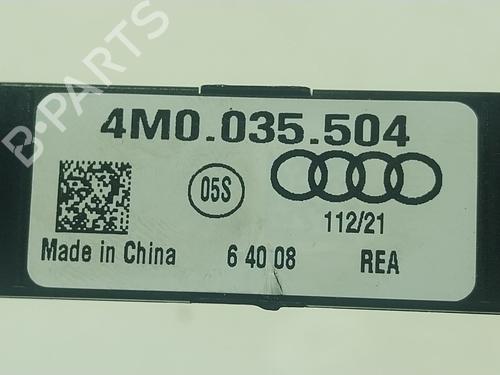 4M0.035.504
05S
112/21
Made in China 6 40 08 REA
B-PARTS